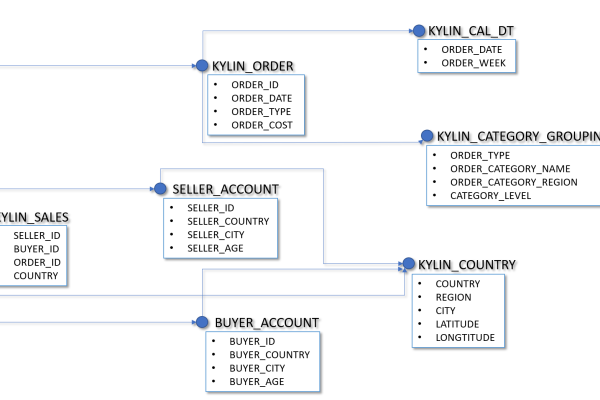 KYLIN_CAL_DT
ORDER_DATE
ORDER_WEEK
KYLIN_ORDER
ORDER_ID
ORDER_DATE
ORDER_TYPE
ORDER_COST
KYLIN_CATEGORY_GROUPIN
ORDER_TYPE
ORDER_CATEGORY_NAME
ORDER_CATEGORY_REGION
CATEGORY_LEVEL
SELLER_ACCOUNT
SELLER_ID
SELLER_COUNTRY
SELLER_CITY
SELLER_AGE
KYLIN_SALES
SELLER_ID
BUYER_ID
ORDER_ID
COUNTRY
KYLIN_COUNTRY
COUNTRY
REGION
CITY
LATITUDE
LONGTITUDE
BUYER_ACCOUNT
BUYER_ID
BUYER_COUNTRY
BUYER_CITY
BUYER_AGE